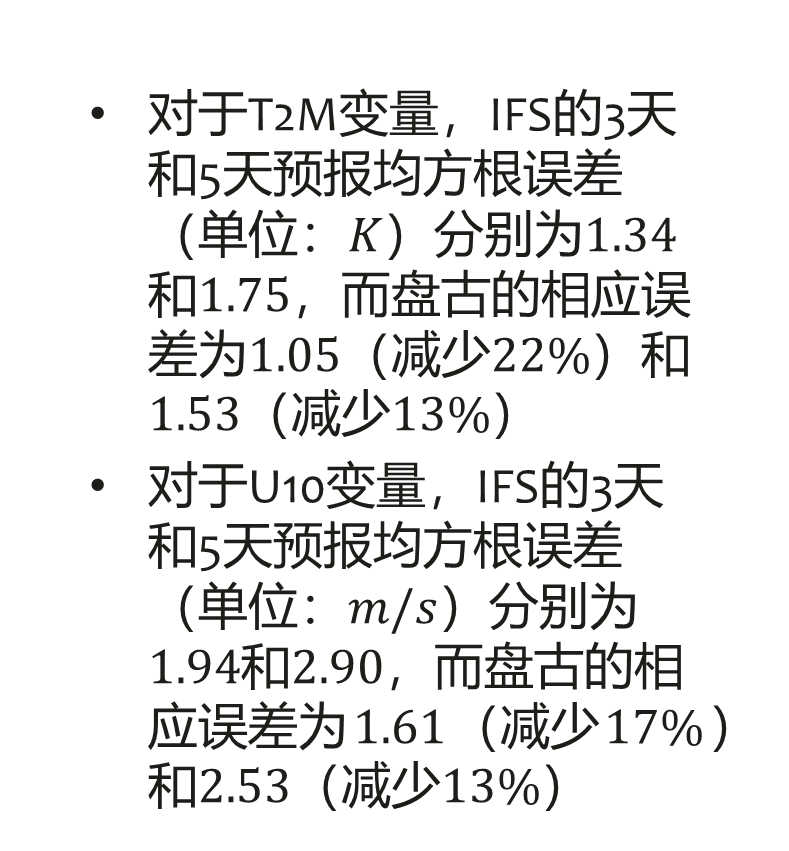 • 对于T2M变量，IFS的3天
和5天预报均方根误差
（单位：K）分别为1.34
和1.75，而盘古的相应误
差为1.05（减少22%）和
1.53（减少13%）
• 对于U10变量，IFS的3天
和5天预报均方根误差
（单位：m/s）分别为
1.94和2.90，而盘古的相
应误差为1.61（减少17%）
和2.53（减少13%）